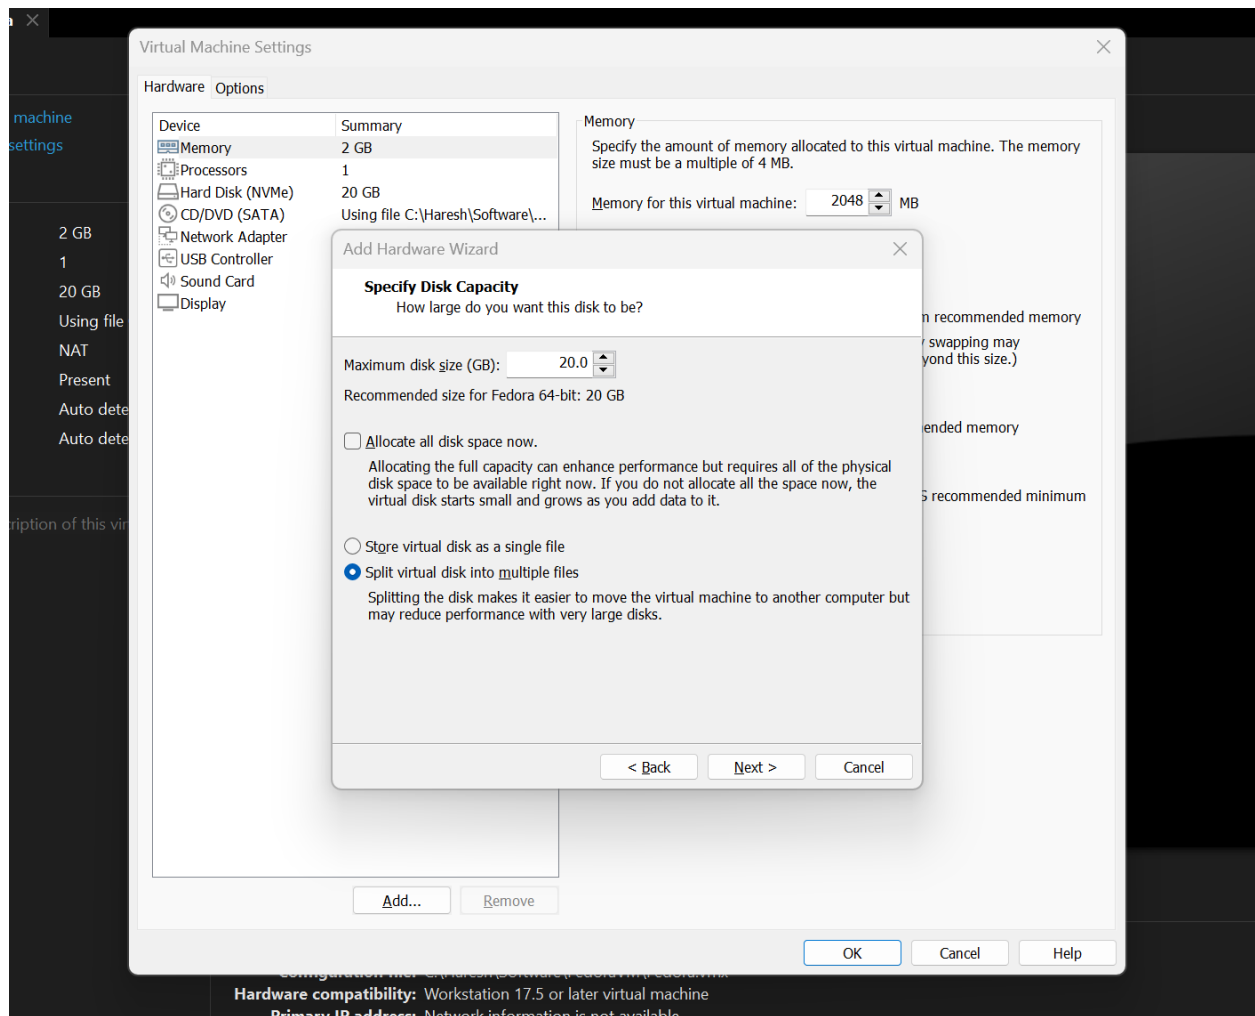 Virtual Machine Settings
Hardware Options
machine
settings
2 GB
1
20 GB
Using file
NAT
Present
Auto dete
Auto dete
Device Summary
Memory 2 GB
Processors 1
Hard Disk (NVMe) 20 GB
CD/DVD (SATA) Using file C:\Haresh\Software\...
Network Adapter
USB Controller
Sound Card
Display
Memory
Specify the amount of memory allocated to this virtual machine. The memory
size must be a multiple of 4 MB.
Memory for this virtual machine: 2048 MB
recommended memory
swapping may
yond this size.)
ended memory
S recommended minimum
Add Hardware Wizard
Specify Disk Capacity
How large do you want this disk to be?
Maximum disk size (GB): 20.0
Recommended size for Fedora 64-bit: 20 GB
Allocate all disk space now.
Allocating the full capacity can enhance performance but requires all of the physical
disk space to be available right now. If you do not allocate all the space now, the
virtual disk starts small and grows as you add data to it.
Store virtual disk as a single file
Split virtual disk into multiple files
Splitting the disk makes it easier to move the virtual machine to another computer but
may reduce performance with very large disks.
< Back Next > Cancel
ription of this vir
Add... Remove
OK Cancel Help
Configuration file: C:\Haresh\Software\FedoraVM\Fedora.vmx
Hardware compatibility: Workstation 17.5 or later virtual machine
Primary IP address: Network information is not available